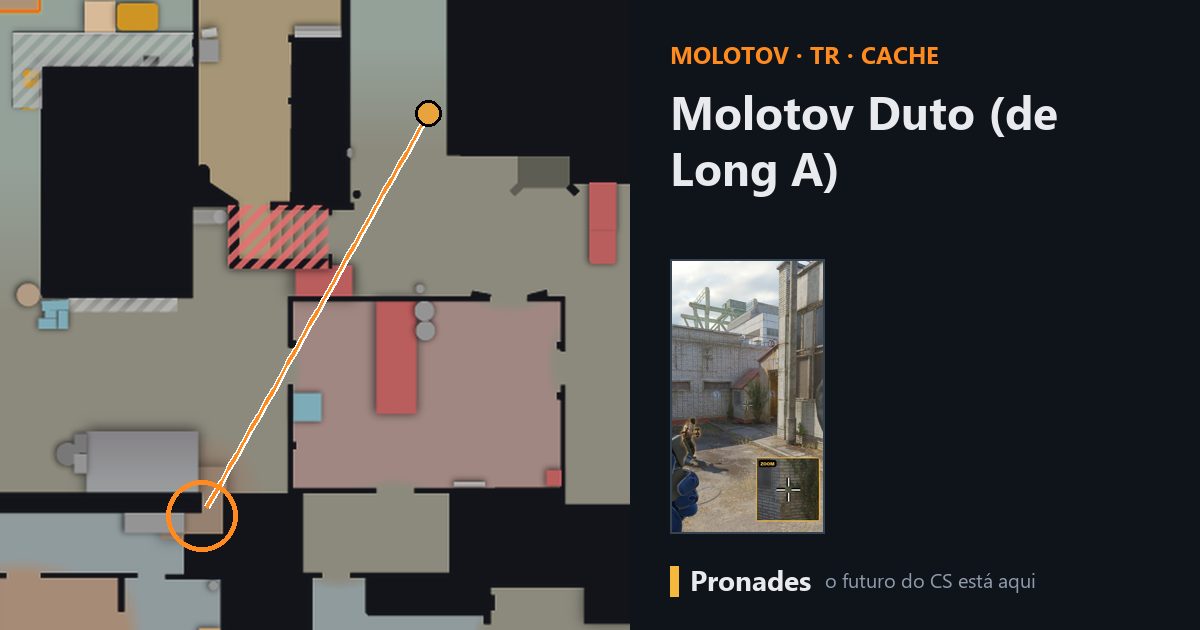 MOLOTOV · TR · CACHE
Molotov Duto (de
Long A)
ZOOM
Pronades o futuro do CS está aqui